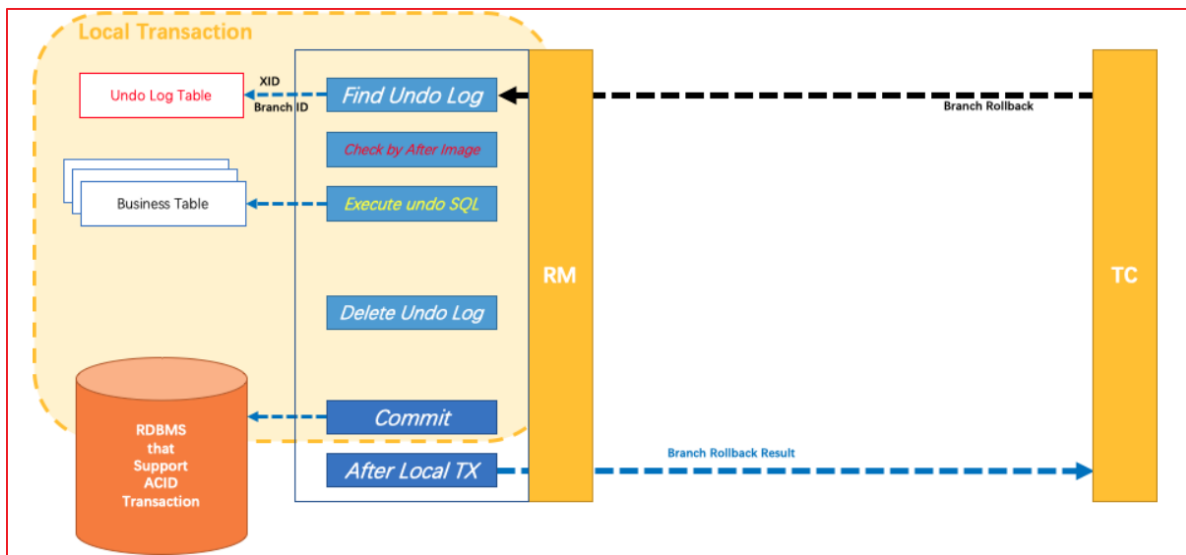 Local Transaction
Undo Log Table
XID
Branch ID
Find Undo Log
Branch Rollback
Check by After Image
Business Table
Execute undo SQL
RM
TC
Delete Undo Log
Commit
RDBMS
that
Support
ACID
Transaction
After Local TX
Branch Rollback Result